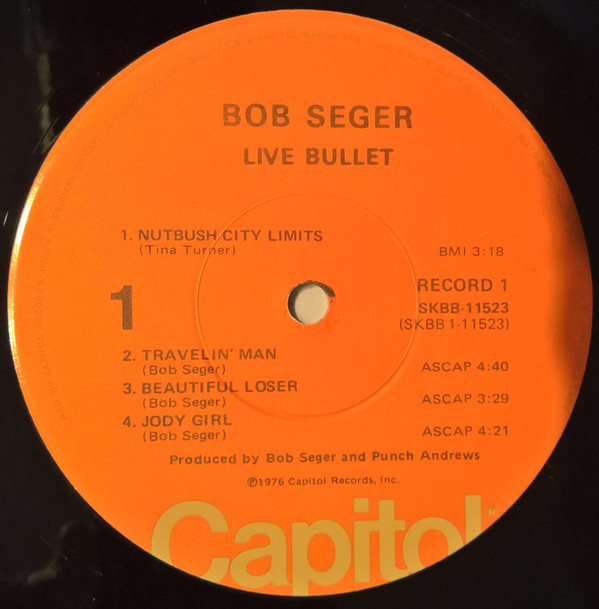 BOB SEGER
LIVE BULLET
1. NUTBUSH CITY LIMITS
(Tina Turner)
BMI 3:18
1
RECORD 1
SKBB-11523
(SKBB 1-11523)
2. TRAVELIN' MAN
(Bob Seger)
ASCAP 4:40
3. BEAUTIFUL LOSER
(Bob Seger)
ASCAP 3:29
4. JODY GIRL
(Bob Seger)
ASCAP 4:21
Produced by Bob Seger and Punch Andrews
℗1976 Capitol Records, Inc.
Capitol